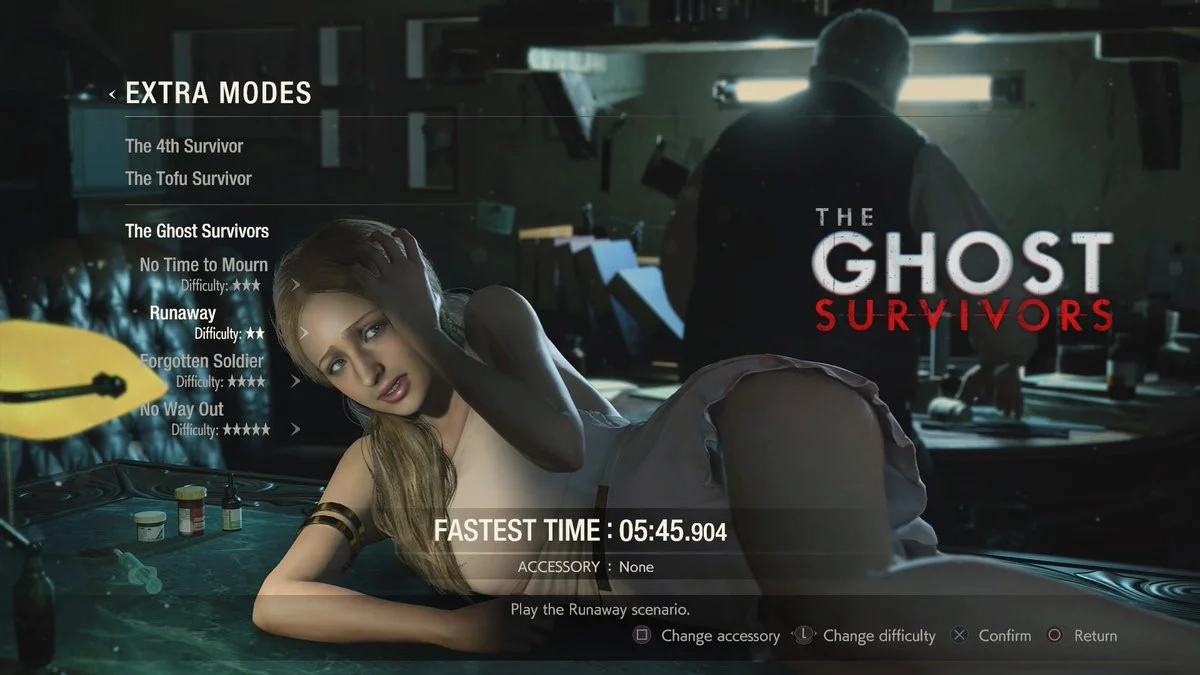 EXTRA MODES
The 4th Survivor
The Tofu Survivor
The Ghost Survivors
No Time to Mourn
Difficulty: ★★★
Runaway
Difficulty: ★★
Forgotten Soldier
Difficulty: ★★★★
No Way Out
Difficulty: ★★★★★
THE
GHOST
SURVIVORS
FASTEST TIME : 05:45.904
ACCESSORY : None
Play the Runaway scenario.
Change accessory L Change difficulty Confirm Return